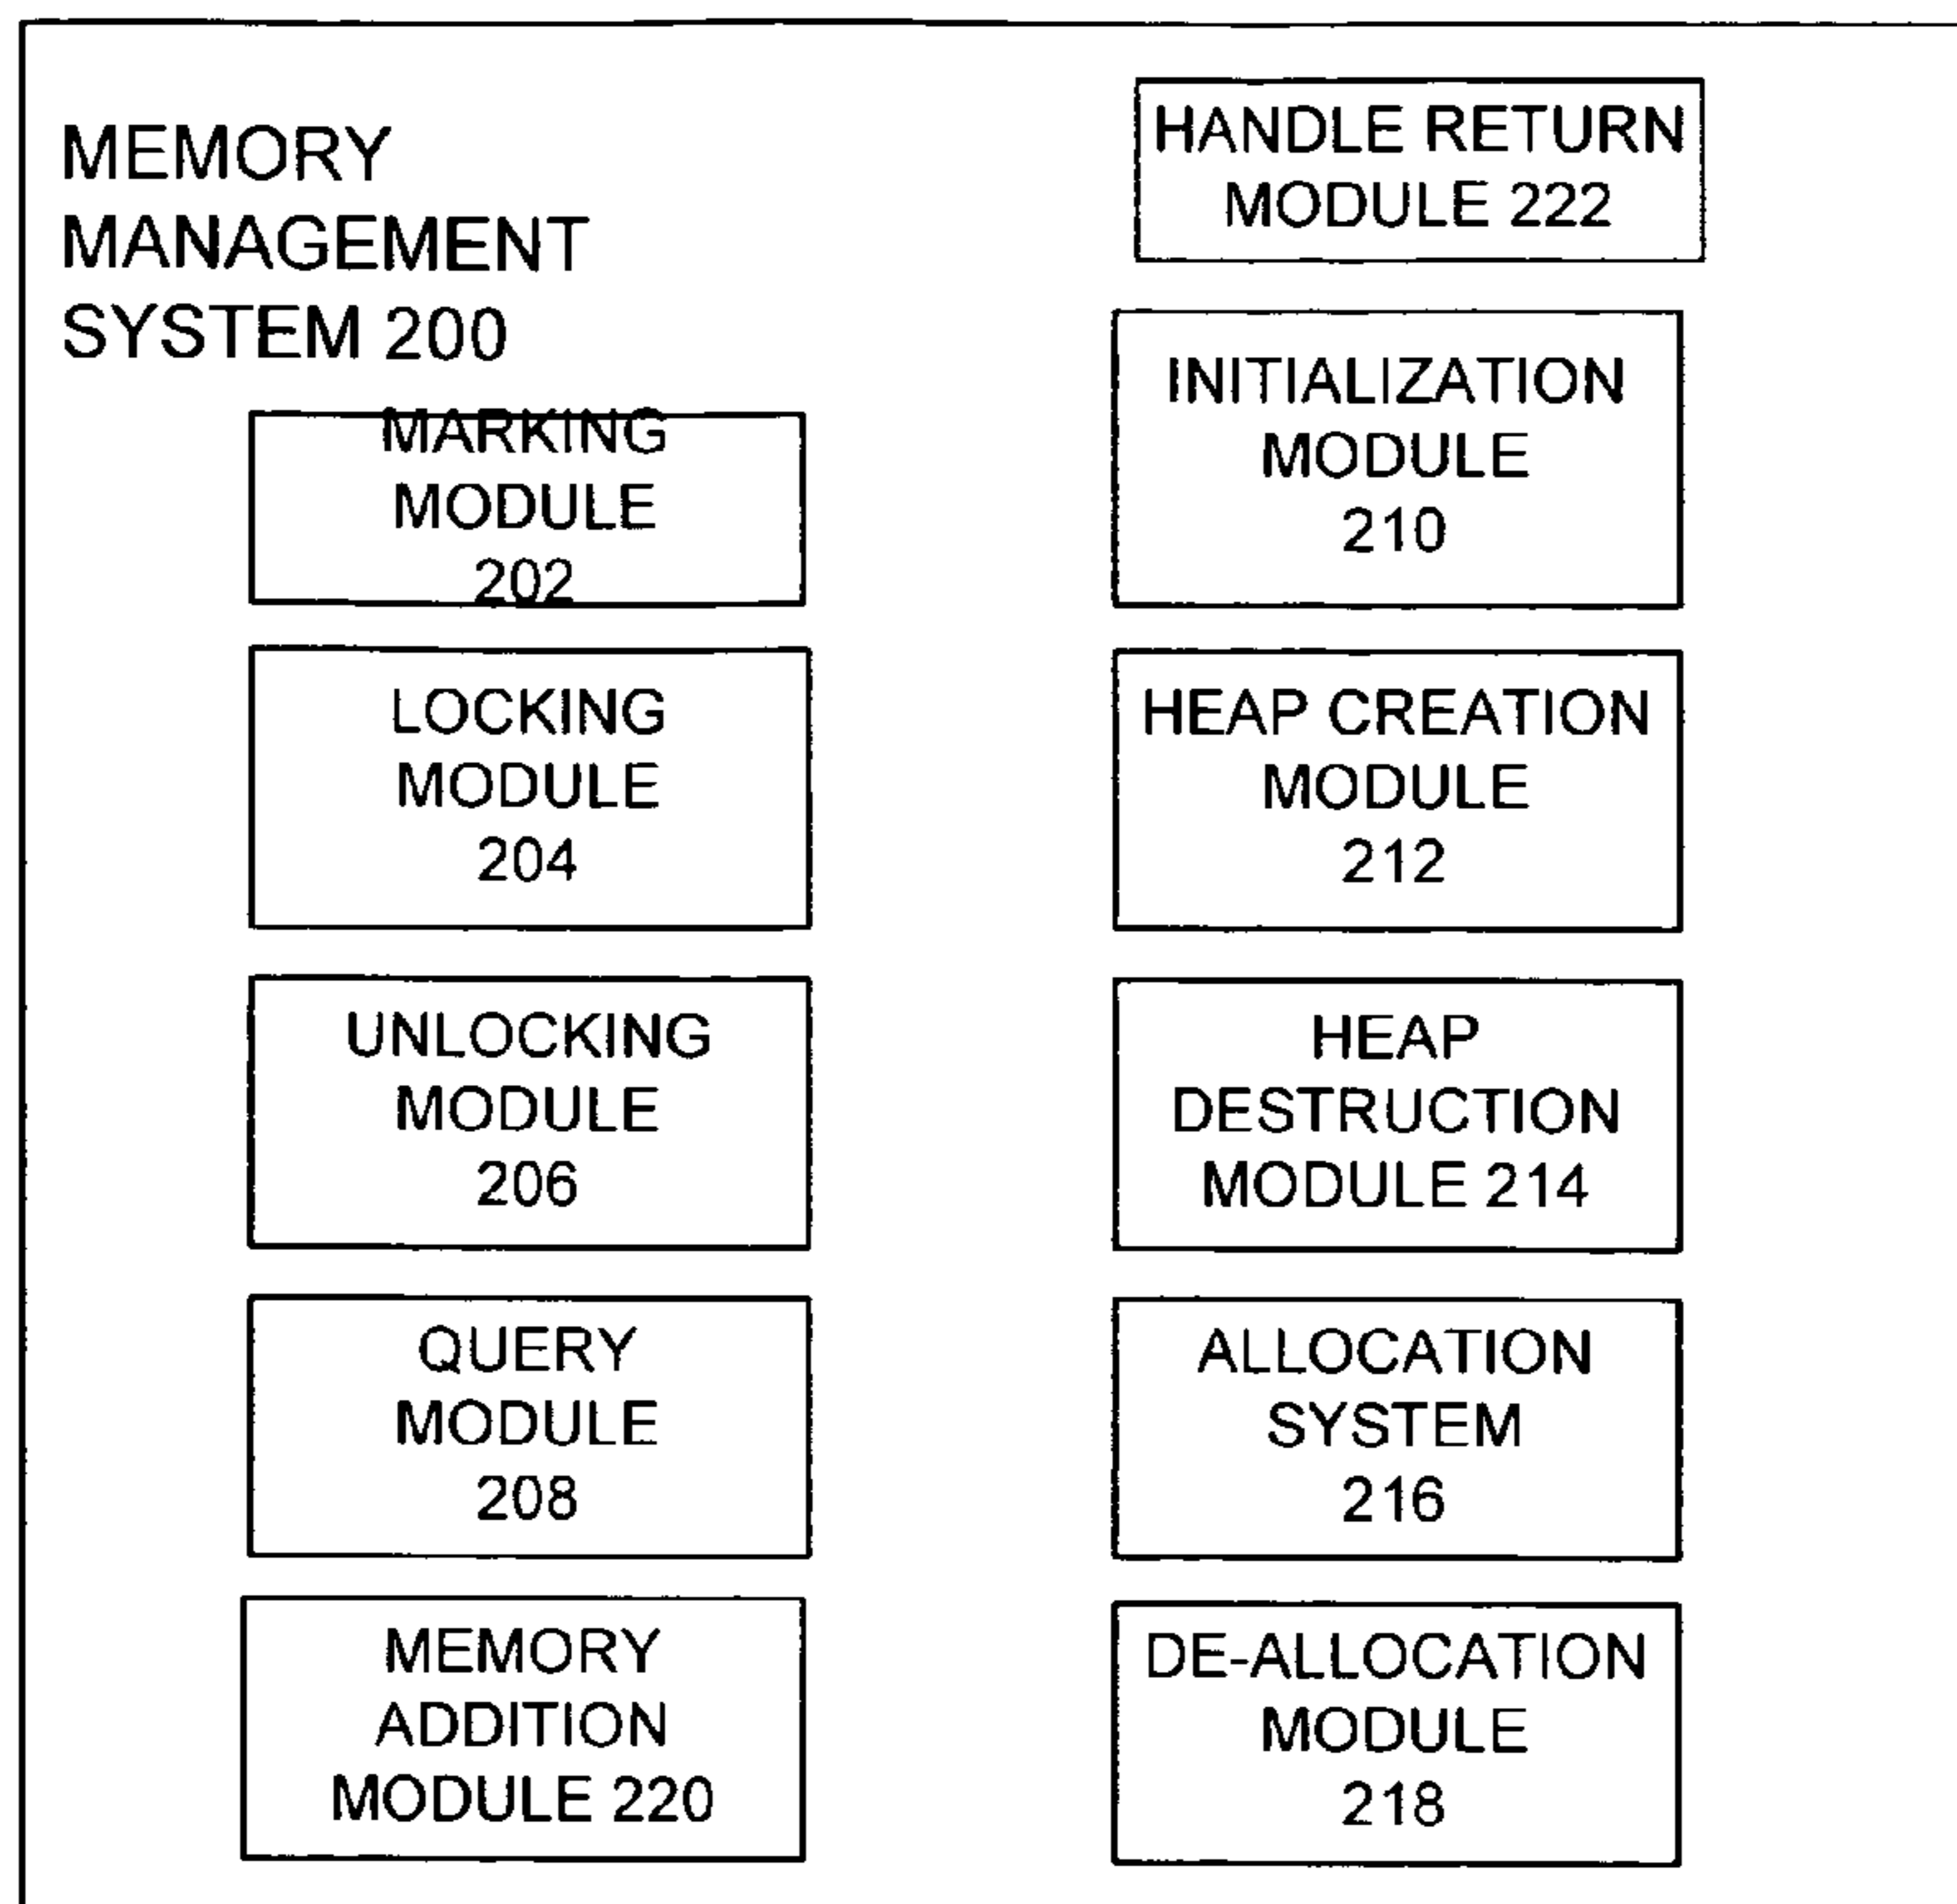 MEMORY
MANAGEMENT
SYSTEM 200
MARKING
MODULE
202
LOCKING
MODULE
204
UNLOCKING
MODULE
206
QUERY
MODULE
208
MEMORY
ADDITION
MODULE 220
HANDLE RETURN
MODULE 222
INITIALIZATION
MODULE
210
HEAP CREATION
MODULE
212
HEAP
DESTRUCTION
MODULE 214
ALLOCATION
SYSTEM
216
DE-ALLOCATION
MODULE
218